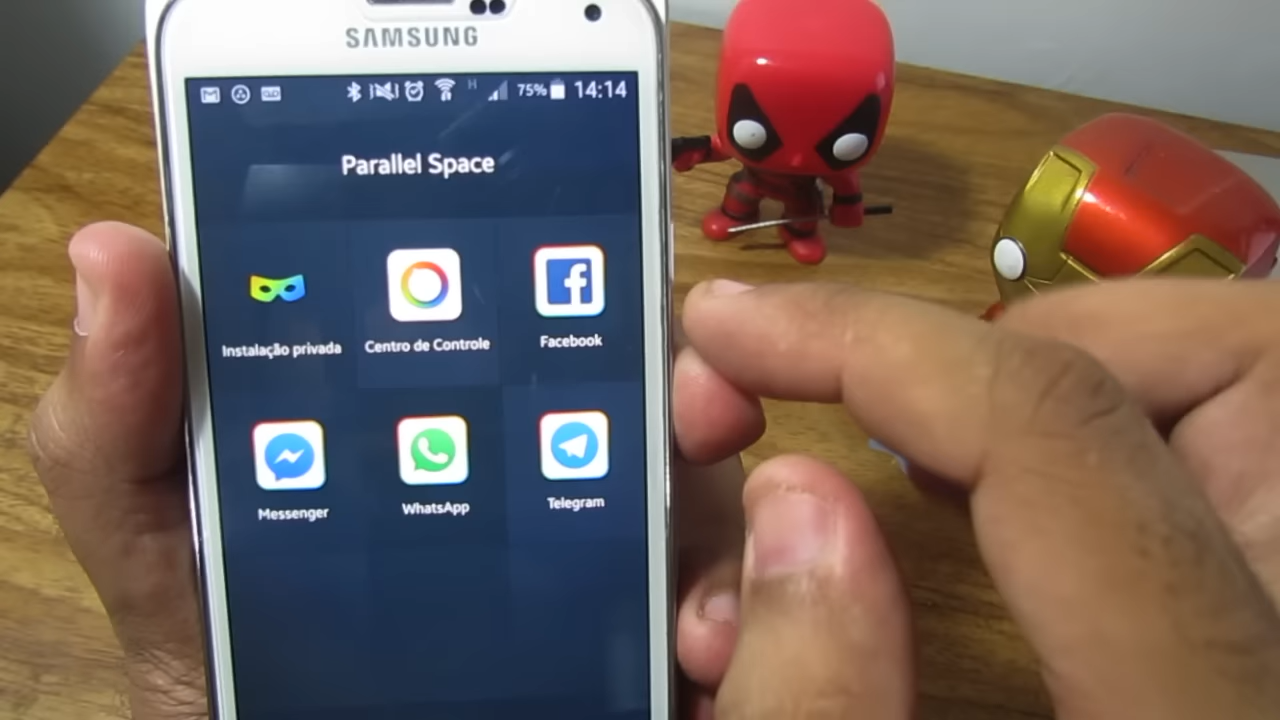 SAMSUNG
H 75% 14:14
Parallel Space
Instalação privada
Centro de Controle
Facebook
Messenger
WhatsApp
Telegram